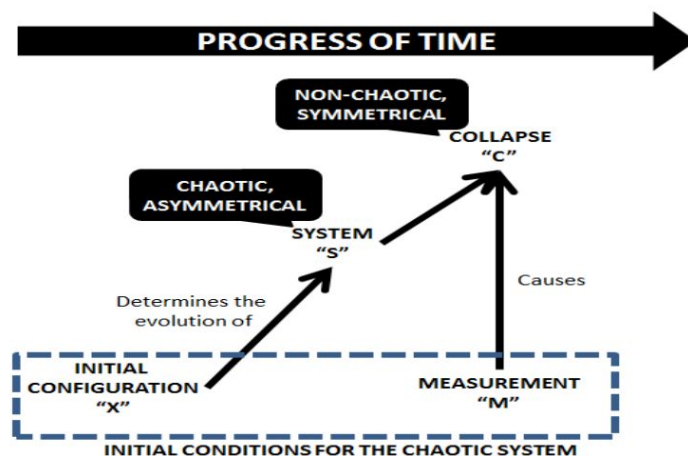 PROGRESS OF TIME
NON-CHAOTIC,
SYMMETRICAL
COLLAPSE
“C”
CHAOTIC,
ASYMMETRICAL
SYSTEM
“S”
Determines the
evolution of
Causes
INITIAL
CONFIGURATION
“X”
MEASUREMENT
“M”
INITIAL CONDITIONS FOR THE CHAOTIC SYSTEM